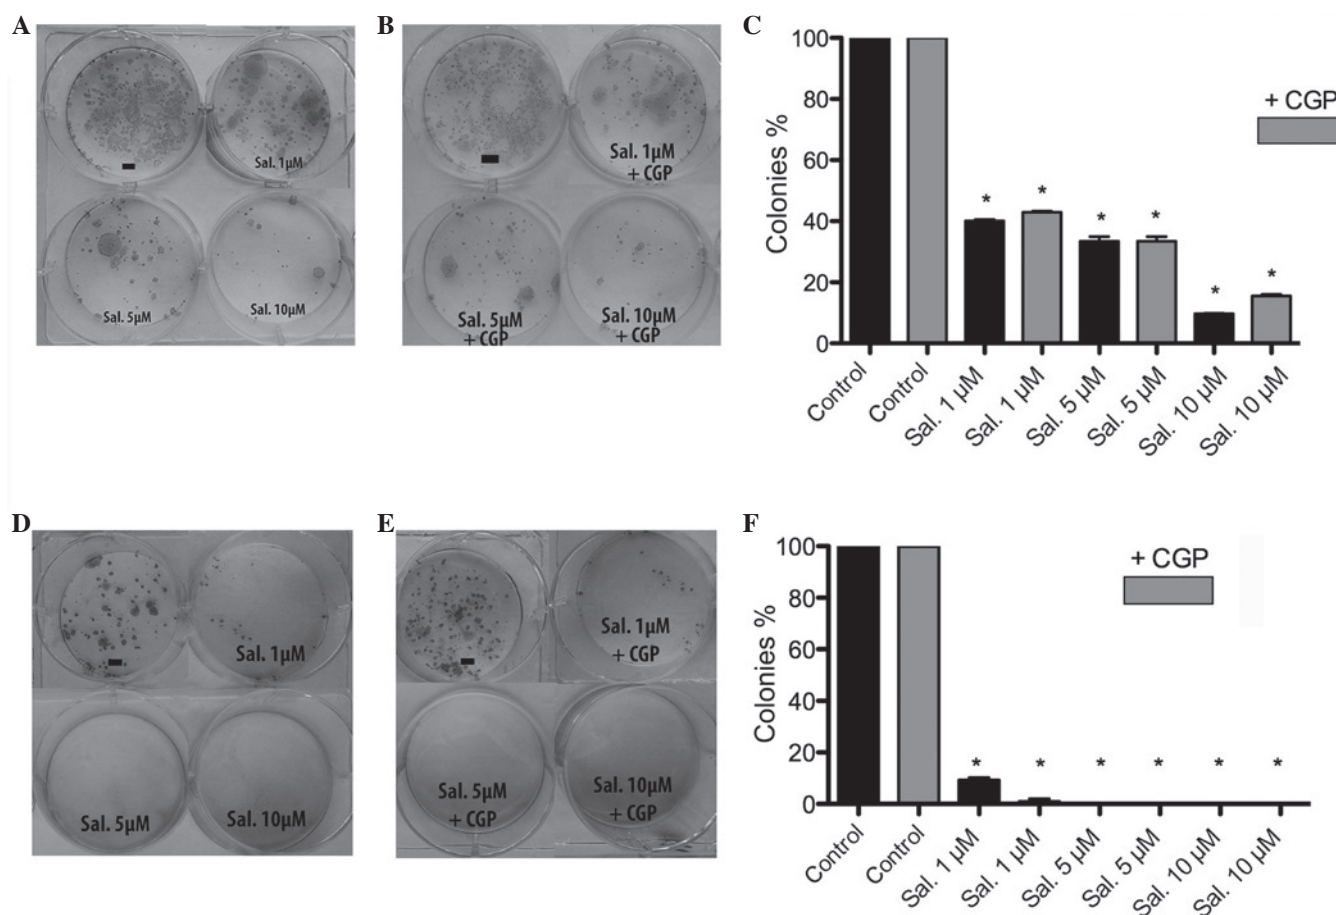 A
Sal. 1µM
Sal. 5µM
Sal. 10µM
B
Sal. 1µM
+ CGP
Sal. 5µM
+ CGP
Sal. 10µM
+ CGP
C
Colonies %
100
80
60
40
20
0
+ CGP
*
*
*
*
*
*
Control
Control
Sal. 1 µM
Sal. 1 µM
Sal. 5 µM
Sal. 5 µM
Sal. 10 µM
Sal. 10 µM
D
Sal. 1µM
Sal. 5µM
Sal. 10µM
E
Sal. 1µM
+ CGP
Sal. 5µM
+ CGP
Sal. 10µM
+ CGP
F
Colonies %
100
80
60
40
20
0
+ CGP
*
*
*
*
*
*
Control
Control
Sal. 1 µM
Sal. 1 µM
Sal. 5 µM
Sal. 5 µM
Sal. 10 µM
Sal. 10 µM